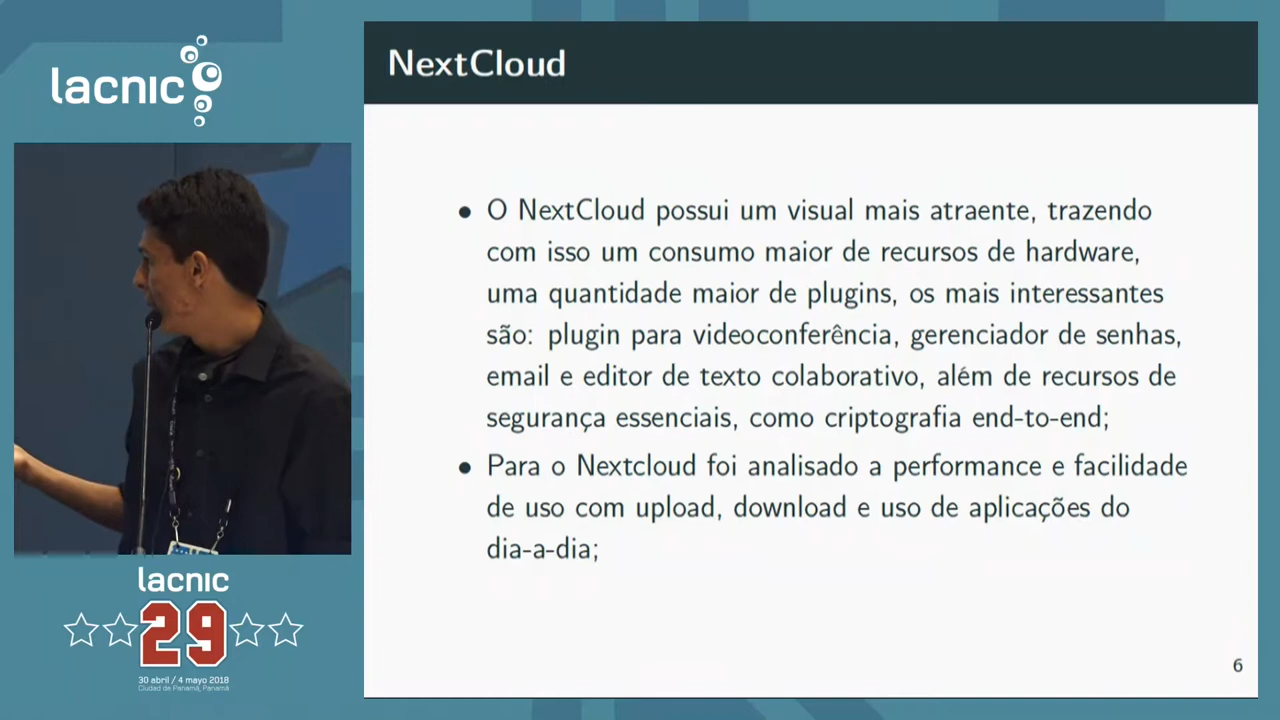 lacnic
NextCloud
• O NextCloud possui um visual mais atraente, trazendo
com isso um consumo maior de recursos de hardware,
uma quantidade maior de plugins, os mais interessantes
são: plugin para videoconferência, gerenciador de senhas,
email e editor de texto colaborativo, além de recursos de
segurança essenciais, como criptografia end-to-end;
• Para o Nextcloud foi analisado a performance e facilidade
de uso com upload, download e uso de aplicações do
dia-a-dia;
6
lacnic
29
30 abril / 4 mayo 2018
Ciudad de Panamá, Panamá